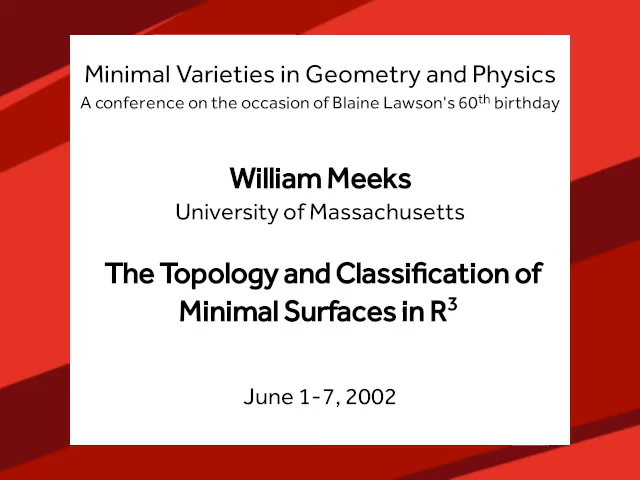 Minimal Varieties in Geometry and Physics
A conference on the occasion of Blaine Lawson's 60th birthday
William Meeks
University of Massachusetts
The Topology and Classification of
Minimal Surfaces in R³
June 1-7, 2002